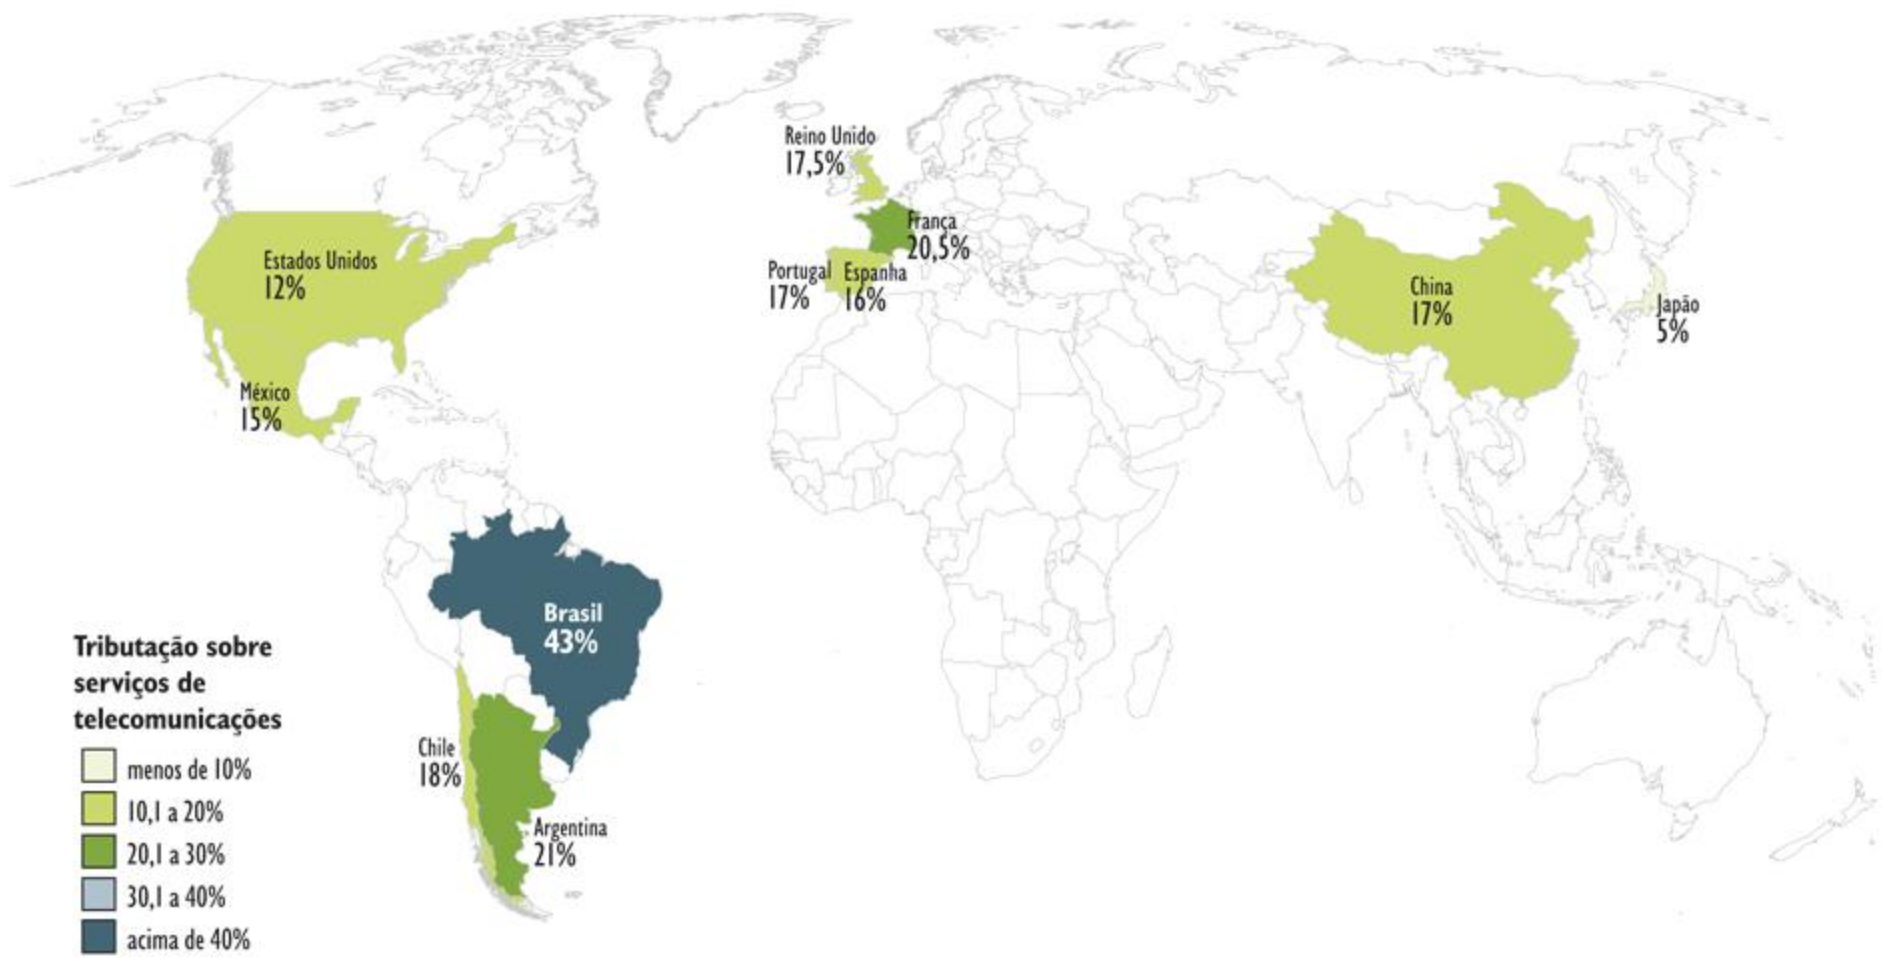 Reino Unido
17,5%
França
20,5%
Estados Unidos
12%
Portugal
17%
Espanha
16%
China
17%
Japão
5%
México
15%
Brasil
43%
Chile
18%
Argentina
21%
Tributação sobre
serviços de
telecomunicações
menos de 10%
10,1 a 20%
20,1 a 30%
30,1 a 40%
acima de 40%